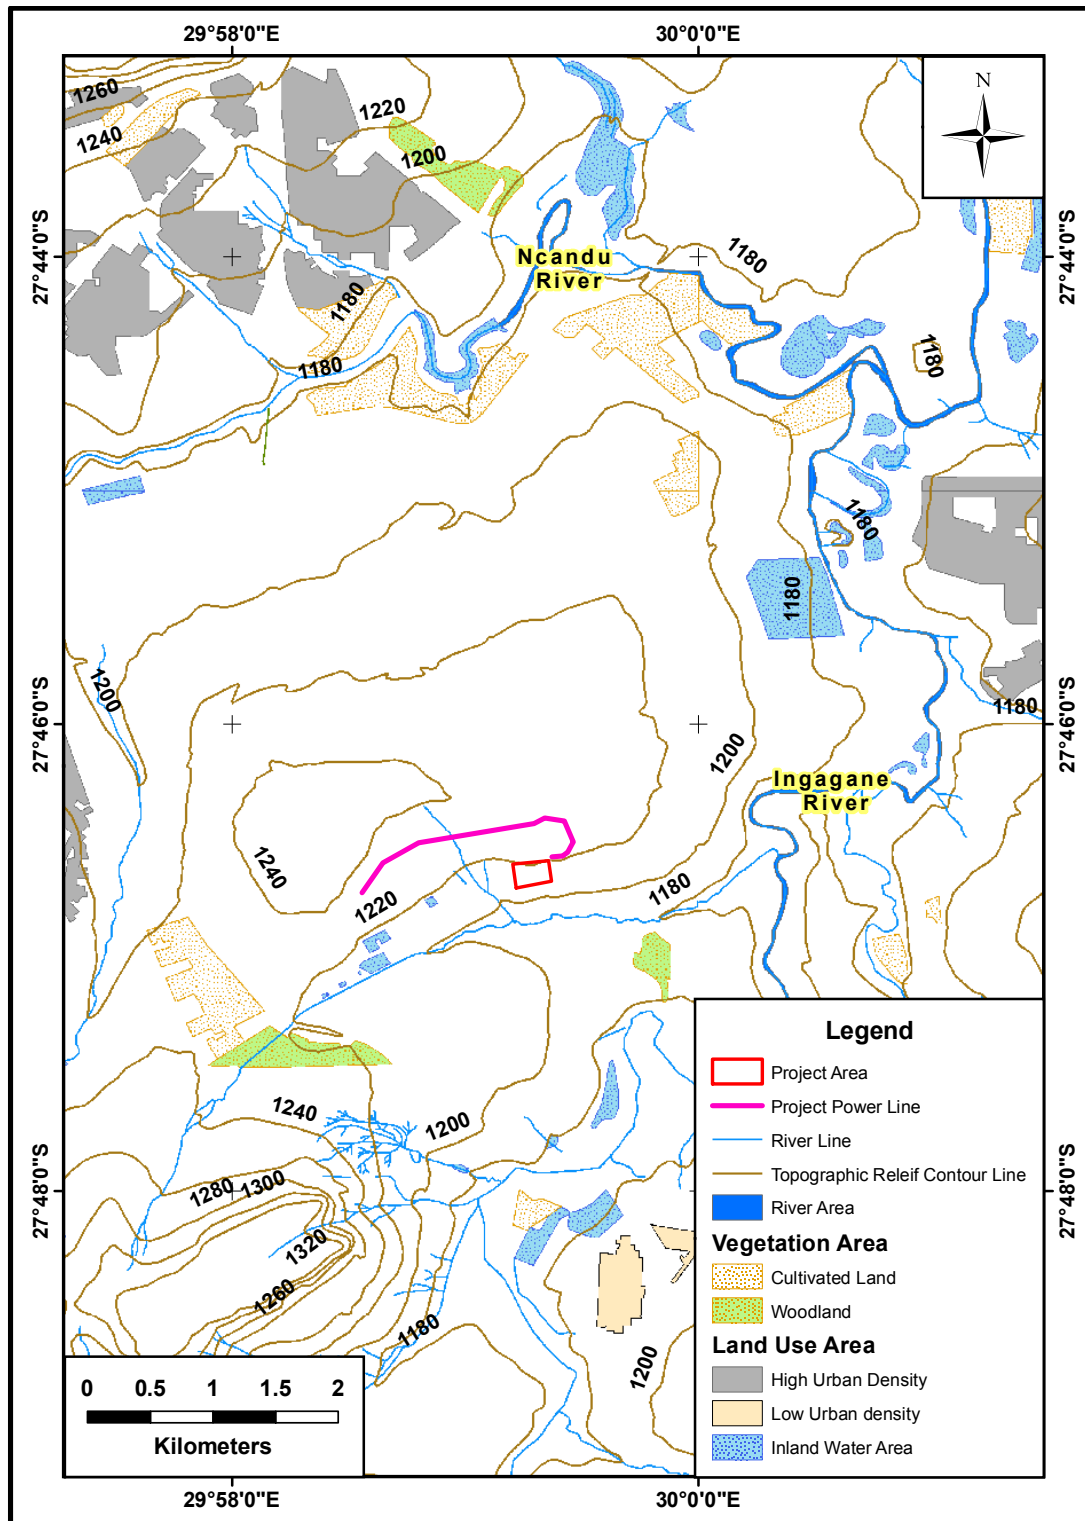 29°58'0"E
30°0'0"E
N
1260
1240
1220
1200
27°44'0"S
27°44'0"S
Ncandu
River
1180
1180
1180
1180
1180
1180
1200
27°46'0"S
27°46'0"S
1180
1200
Ingagane
River
1240
1220
1180
1240
1200
27°48'0"S
27°48'0"S
1280
1300
1320
1260
1180
1200
Legend
Project Area
Project Power Line
River Line
Topographic Releif Contour Line
River Area
Vegetation Area
Cultivated Land
Woodland
Land Use Area
High Urban Density
Low Urban density
Inland Water Area
0 0.5 1 1.5 2
Kilometers
29°58'0"E
30°0'0"E